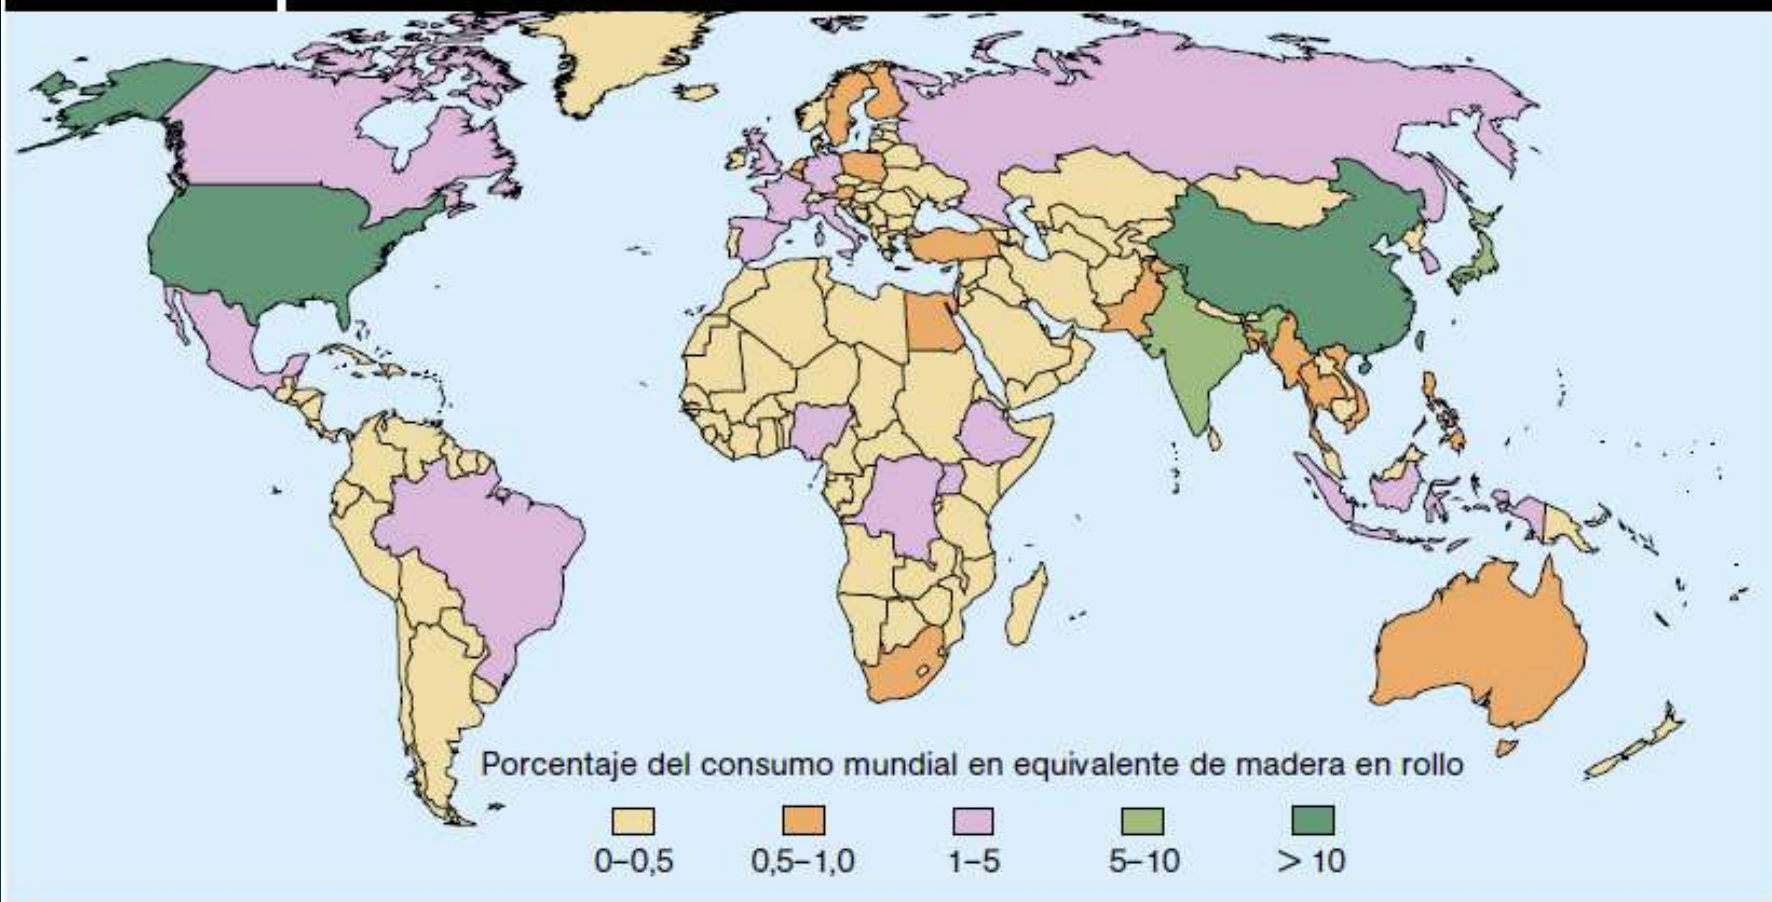 Porcentaje del consumo mundial en equivalente de madera en rollo
0–0,5 0,5–1,0 1–5 5–10 > 10